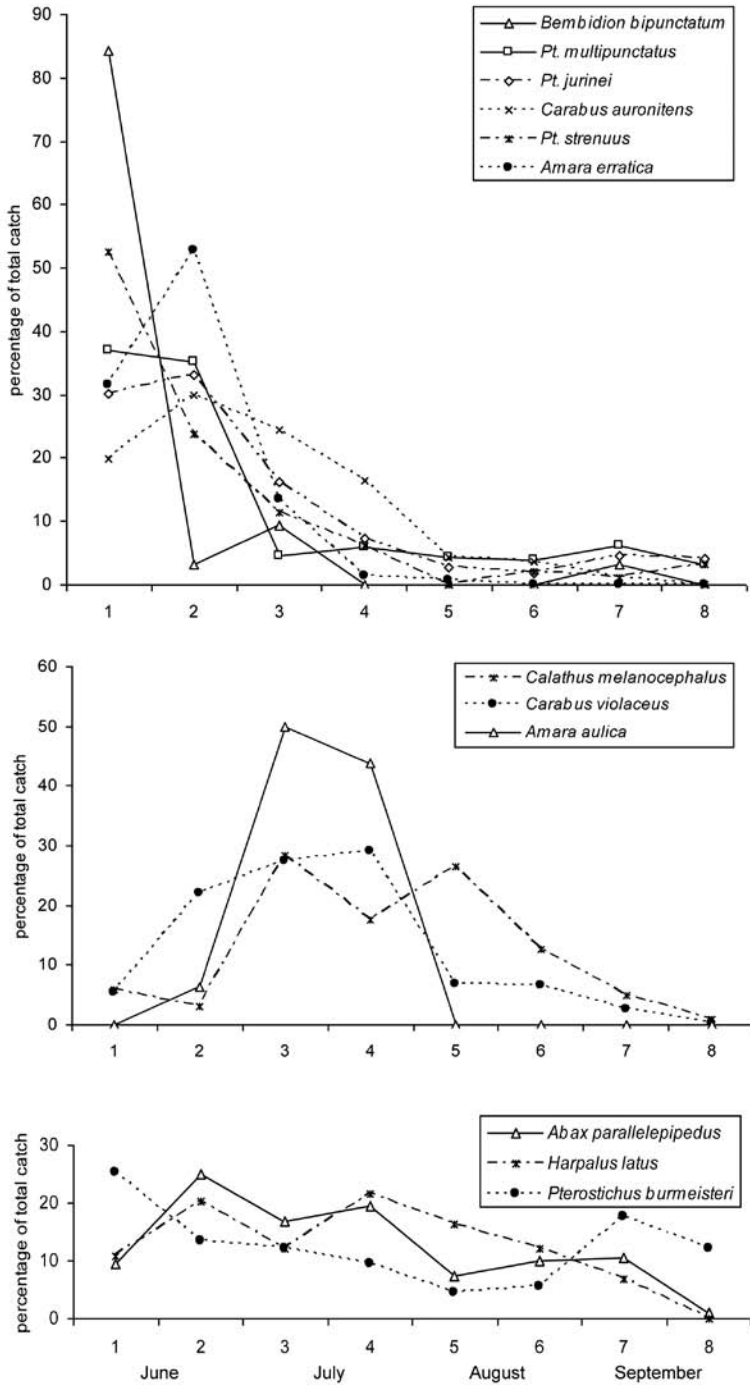 90
80
70
60
50
40
30
20
10
0
percentage of total catch
Bembidion bipunctatum
Pt. multipunctatus
Pt. jurinei
Carabus auronitens
Pt. strenuus
Amara erratica
1 2 3 4 5 6 7 8
60
50
40
30
20
10
0
percentage of total catch
Calathus melanocephalus
Carabus violaceus
Amara aulica
1 2 3 4 5 6 7 8
30
20
10
0
percentage of total catch
Abax parallelepipedus
Harpalus latus
Pterostichus burmeisteri
1 2 3 4 5 6 7 8
June July August September